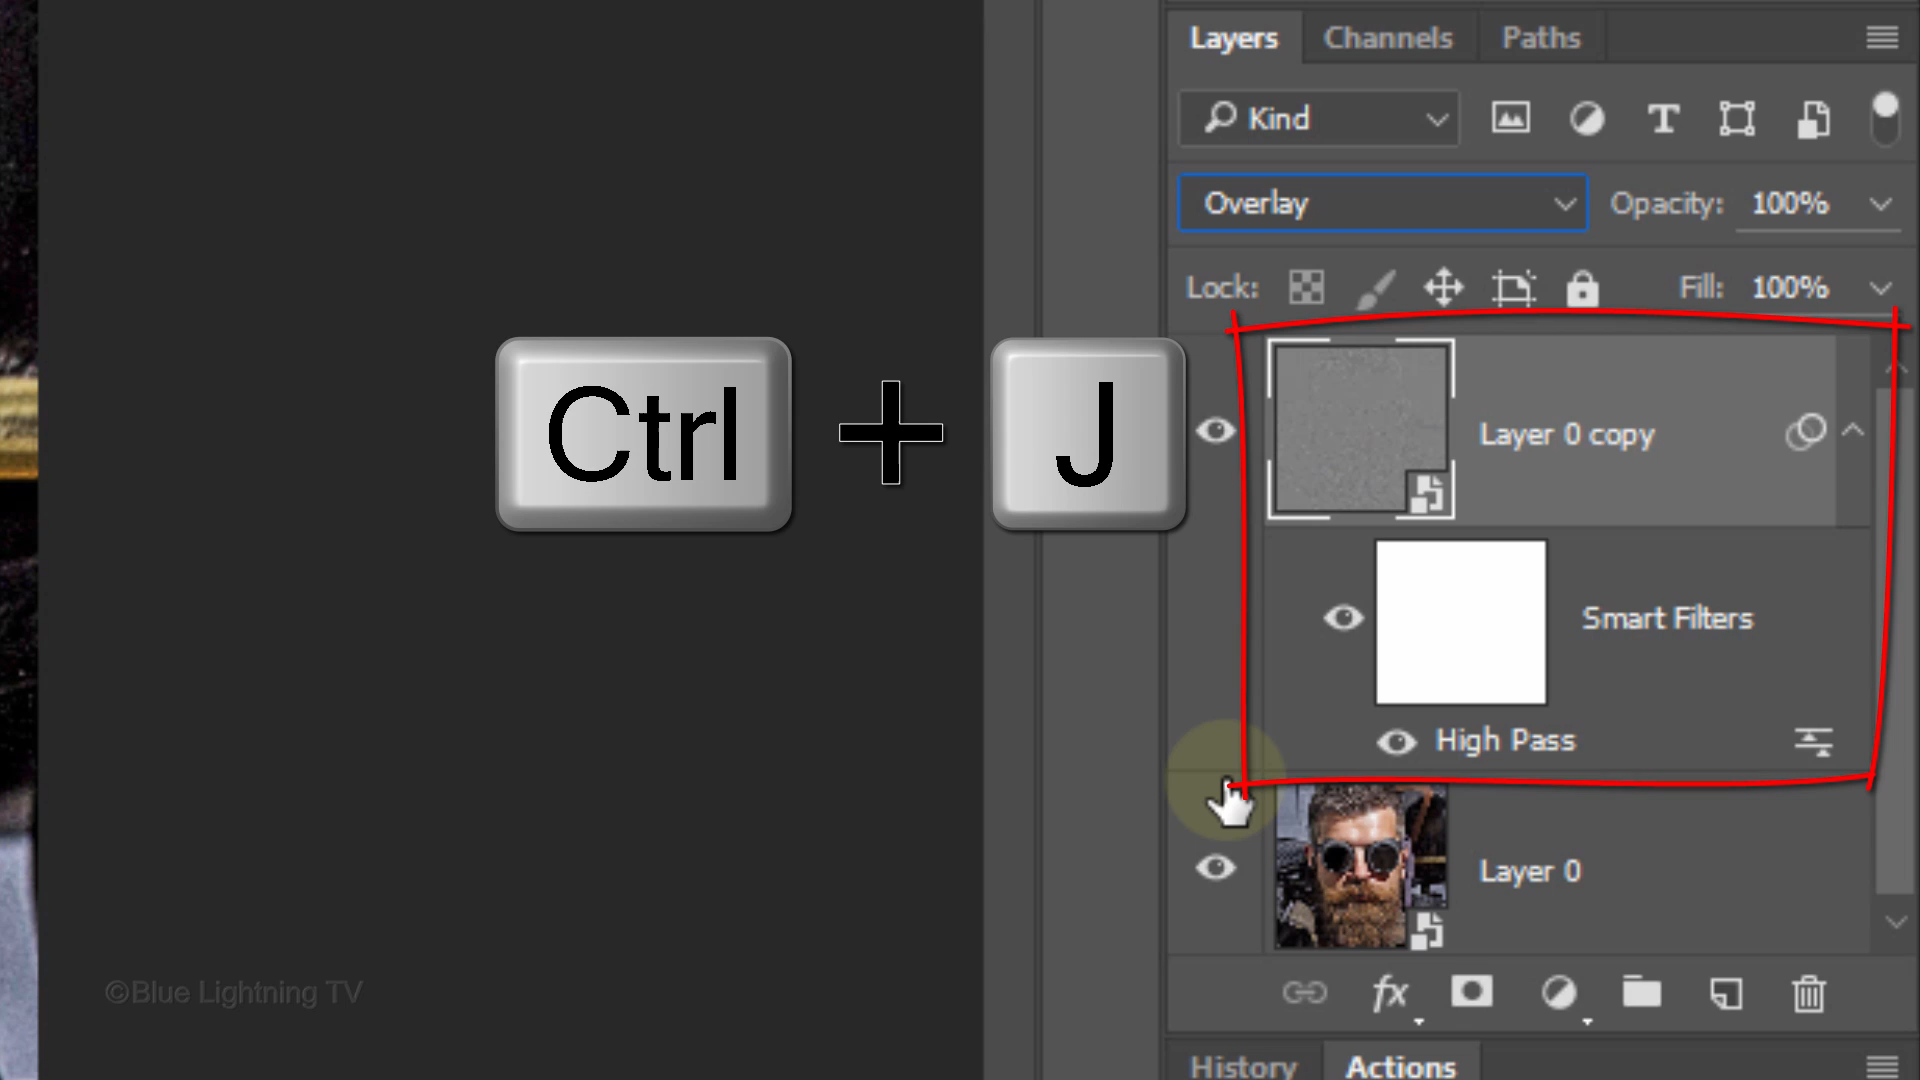 Layers Channels Paths
Kind
Overlay Opacity: 100%
Lock: Fill: 100%
Ctrl + J
Layer 0 copy
Smart Filters
High Pass
Layer 0
fx
©Blue Lightning TV
History Actions